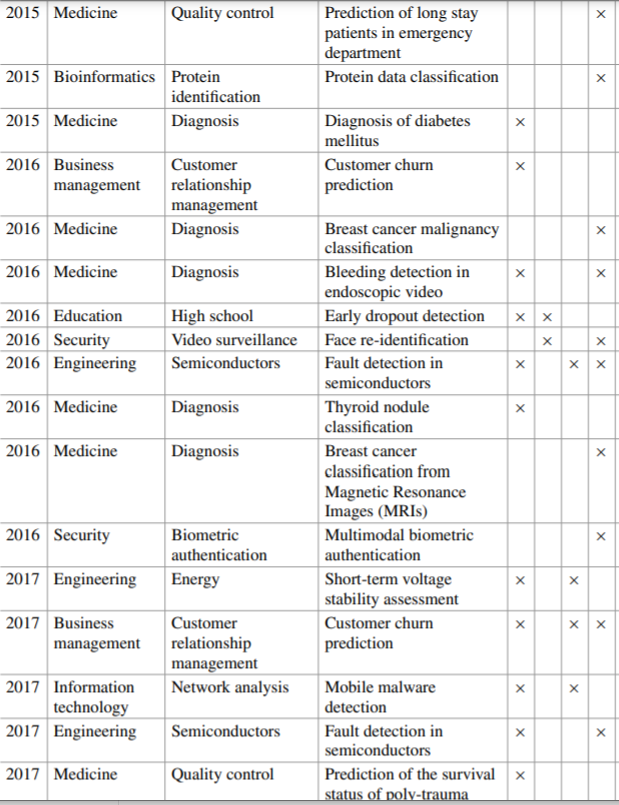 2015 Medicine Quality control Prediction of long stay ×
patients in emergency
department
2015 Bioinformatics Protein Protein data classification ×
identification
2015 Medicine Diagnosis Diagnosis of diabetes ×
mellitus
2016 Business Customer Customer churn ×
management relationship prediction
management
2016 Medicine Diagnosis Breast cancer malignancy ×
classification
2016 Medicine Diagnosis Bleeding detection in × ×
endoscopic video
2016 Education High school Early dropout detection × ×
2016 Security Video surveillance Face re-identification × ×
2016 Engineering Semiconductors Fault detection in × × ×
semiconductors
2016 Medicine Diagnosis Thyroid nodule ×
classification
2016 Medicine Diagnosis Breast cancer ×
classification from
Magnetic Resonance
Images (MRIs)
2016 Security Biometric Multimodal biometric ×
authentication authentication
2017 Engineering Energy Short-term voltage × ×
stability assessment
2017 Business Customer Customer churn × × ×
management relationship prediction
management
2017 Information Network analysis Mobile malware × ×
technology detection
2017 Engineering Semiconductors Fault detection in × ×
semiconductors
2017 Medicine Quality control Prediction of the survival ×
status of poly-trauma